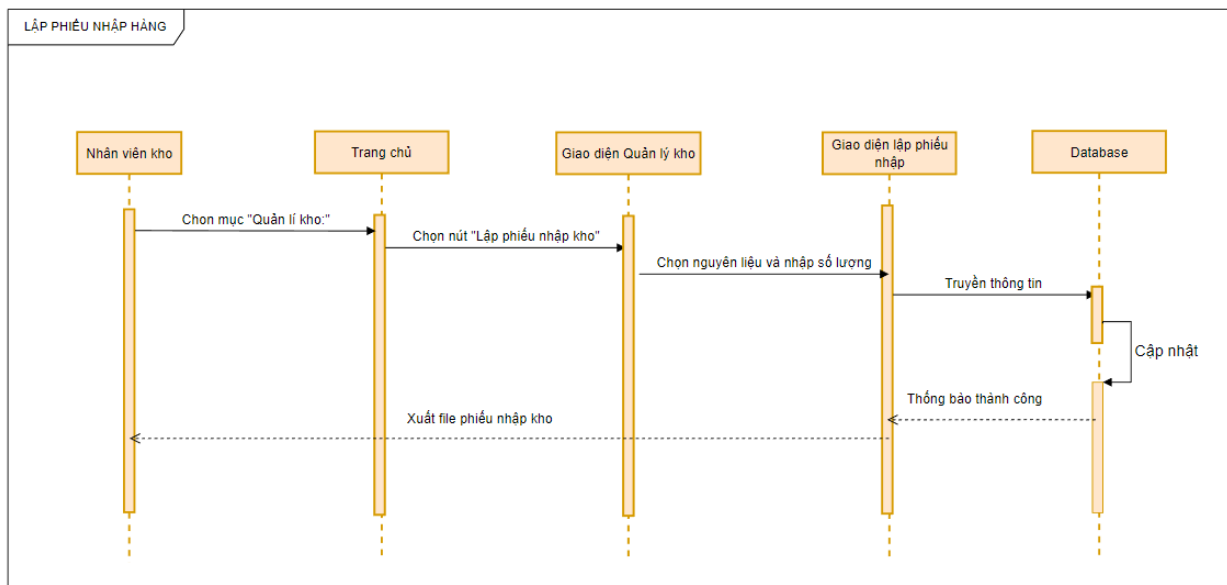 LẬP PHIẾU NHẬP HÀNG
Nhân viên kho
Trang chủ
Giao diện Quản lý kho
Giao diện lập phiếu
nhập
Database
Chon mục "Quản lí kho:"
Chọn nút "Lập phiếu nhập kho"
Chọn nguyên liệu và nhập số lượng
Truyền thông tin
Cập nhật
Thống báo thành công
Xuất file phiếu nhập kho